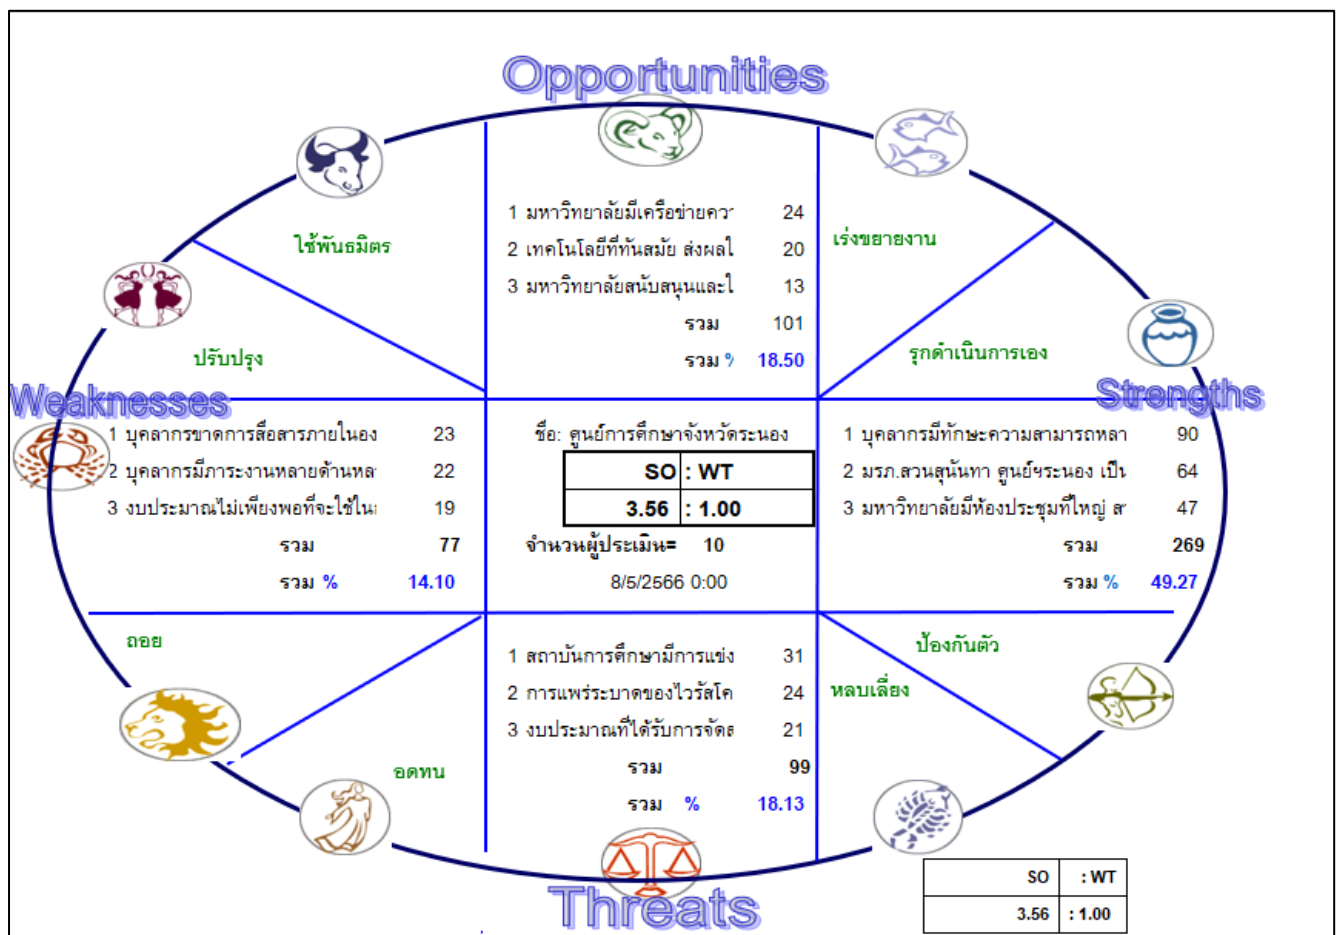 Opportunities
ใช้พันธมิตร
1 มหาวิทยาลัยมีเครือข่ายควา 24
2 เทคโนโลยีที่ทันสมัย ส่งผลใ 20
3 มหาวิทยาลัยสนับสนุนและใ 13
รวม 101
รวม % 18.50
เร่งขยายงาน
ปรับปรุง
รุกดำเนินการเอง
Weaknesses
1 บุคลากรขาดการสื่อสารภายในอง 23
2 บุคลากรมีภาระงานหลายด้านหล 22
3 งบประมาณไม่เพียงพอที่จะใช้ใน 19
รวม 77
รวม % 14.10
ชื่อ: ศูนย์การศึกษาจังหวัดระนอง
SO : WT
3.56 : 1.00
จำนวนผู้ประเมิน= 10
8/5/2566 0:00
Strengths
1 บุคลากรมีทักษะความสามารถหลา 90
2 มรภ.สวนสุนันทา ศูนย์ฯระนอง เป็น 64
3 มหาวิทยาลัยมีห้องประชุมที่ใหญ่ ส 47
รวม 269
รวม % 49.27
ถอย
อดทน
1 สถาบันการศึกษามีการแข่ง 31
2 การแพร่ระบาดของไวรัสโค 24
3 งบประมาณที่ได้รับการจัดส 21
รวม 99
รวม % 18.13
ป้องกันตัว
หลบเลี่ยง
Threats
SO : WT
3.56 : 1.00